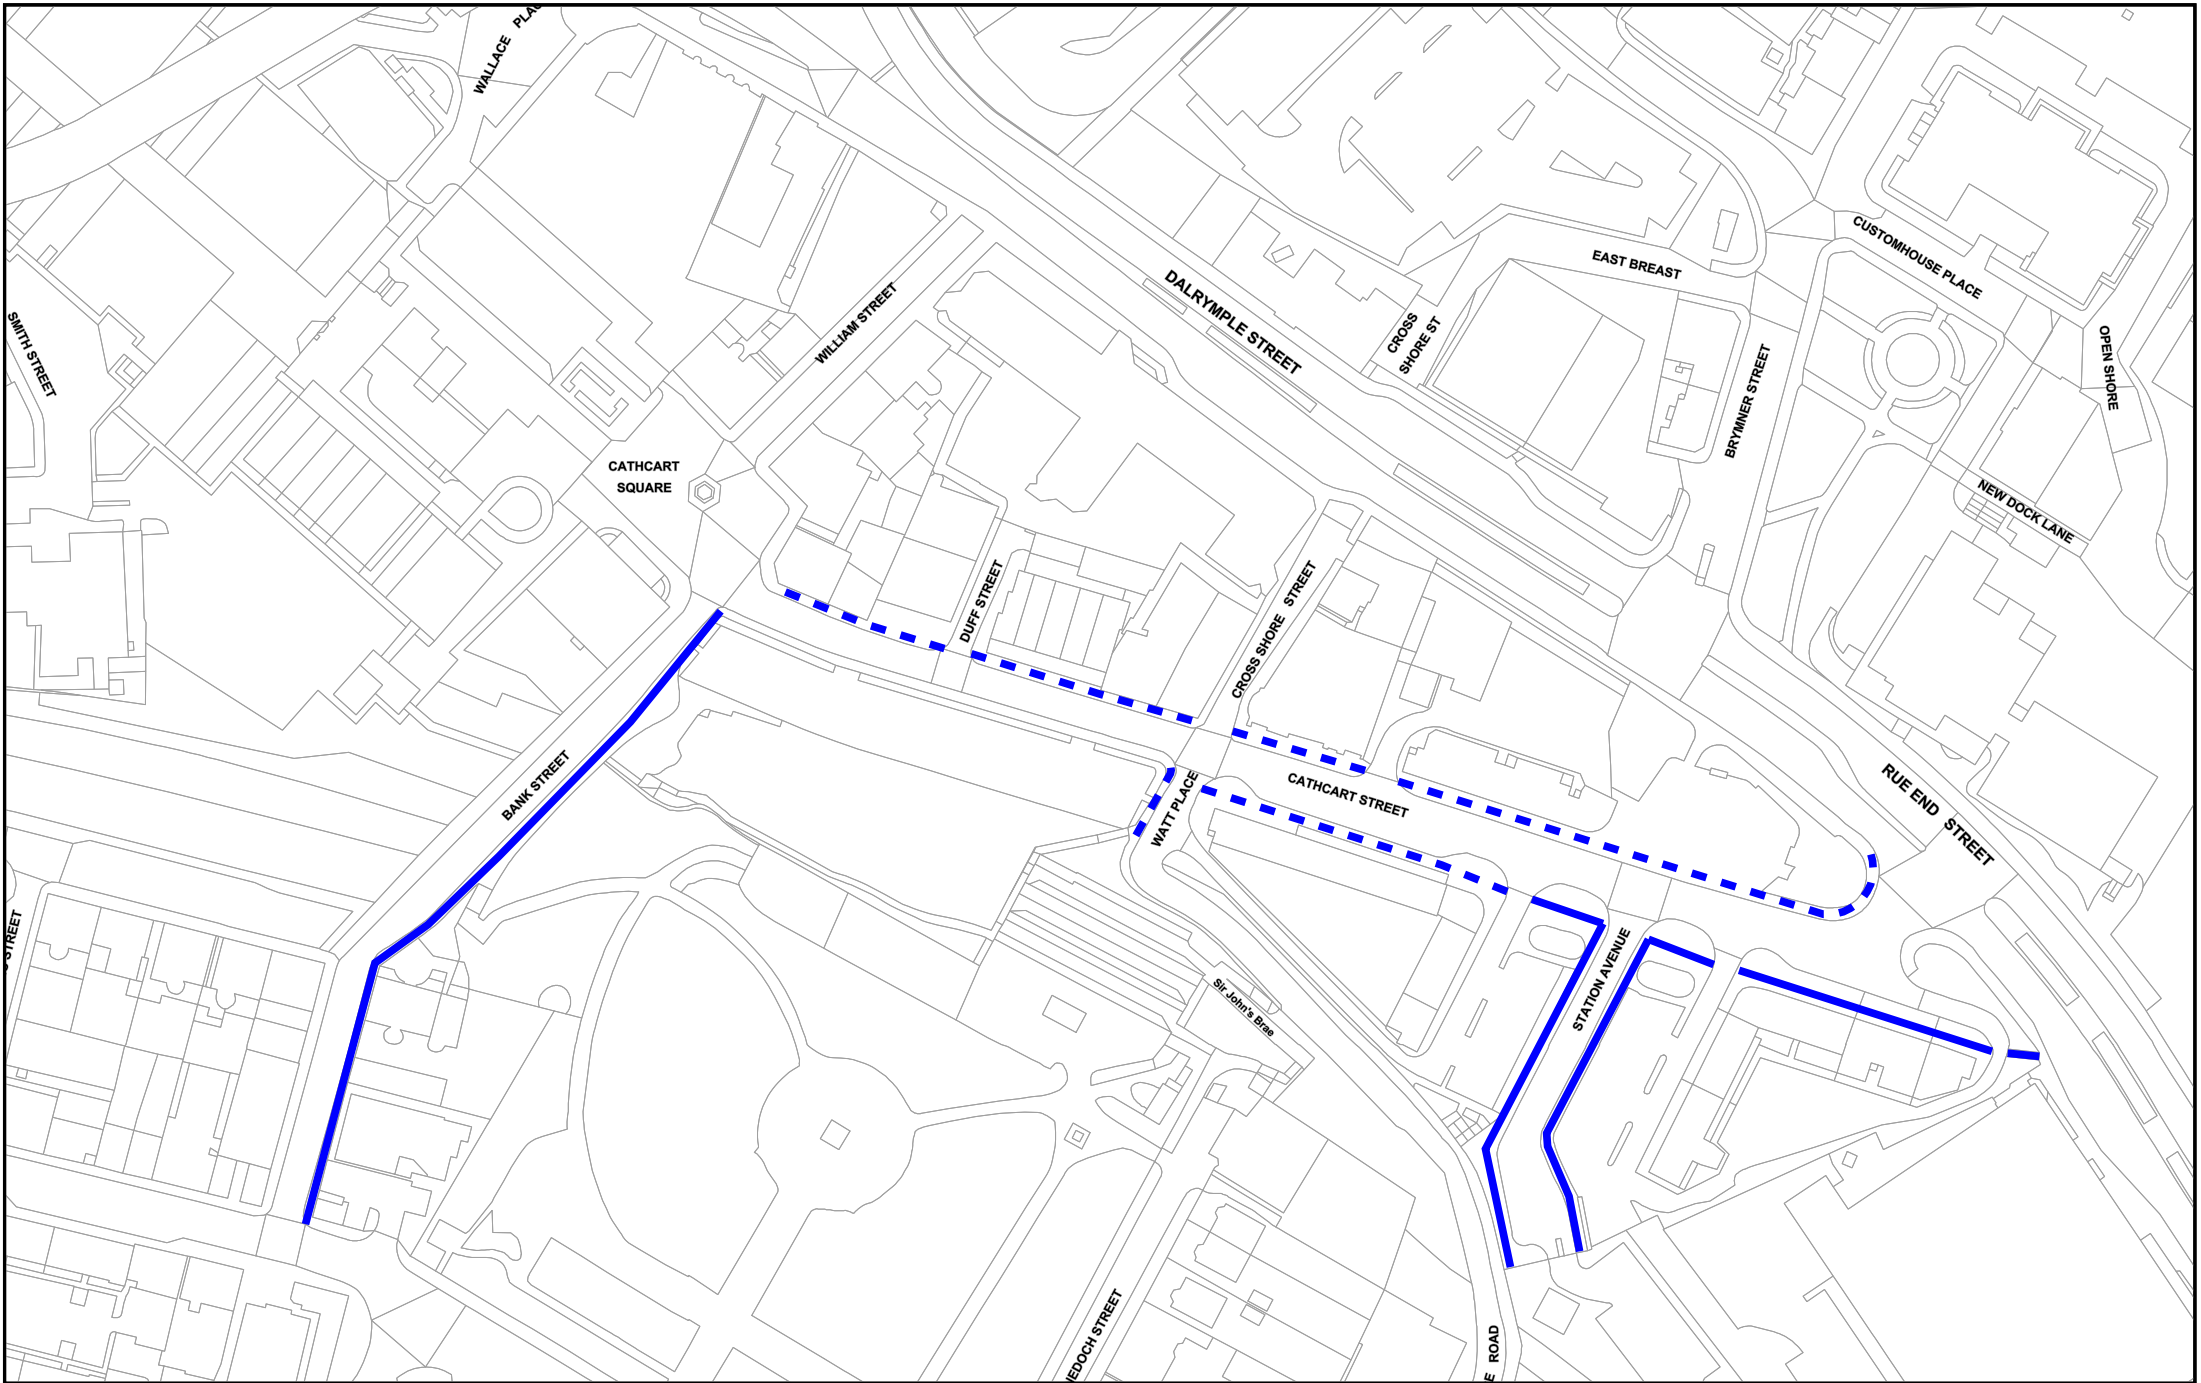 WALLACE
SMITH STREET
WILLIAM STREET
DALRYMPLE STREET
CROSS
SHORE ST
EAST BREAST
CUSTOMHOUSE PLACE
OPEN SHORE
BRYMNER STREET
NEW DOCK LANE
CATHCART
SQUARE
DUFF STREET
CROSS SHORE STREET
BANK STREET
WATT PLACE
CATHCART STREET
RUE END STREET
STREET
STATION AVENUE
Sir John's Brae
HEDOCH STREET
E ROAD